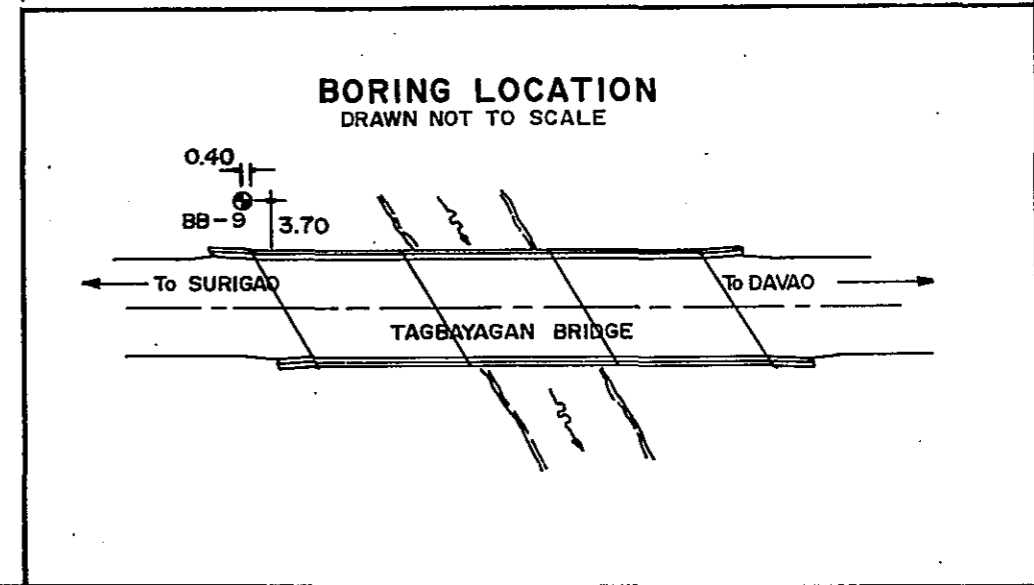 BORING LOCATION
DRAWN NOT TO SCALE
0.40
BB-9
3.70
To SURIGAO
To DAVAO
TAGBAYAGAN BRIDGE